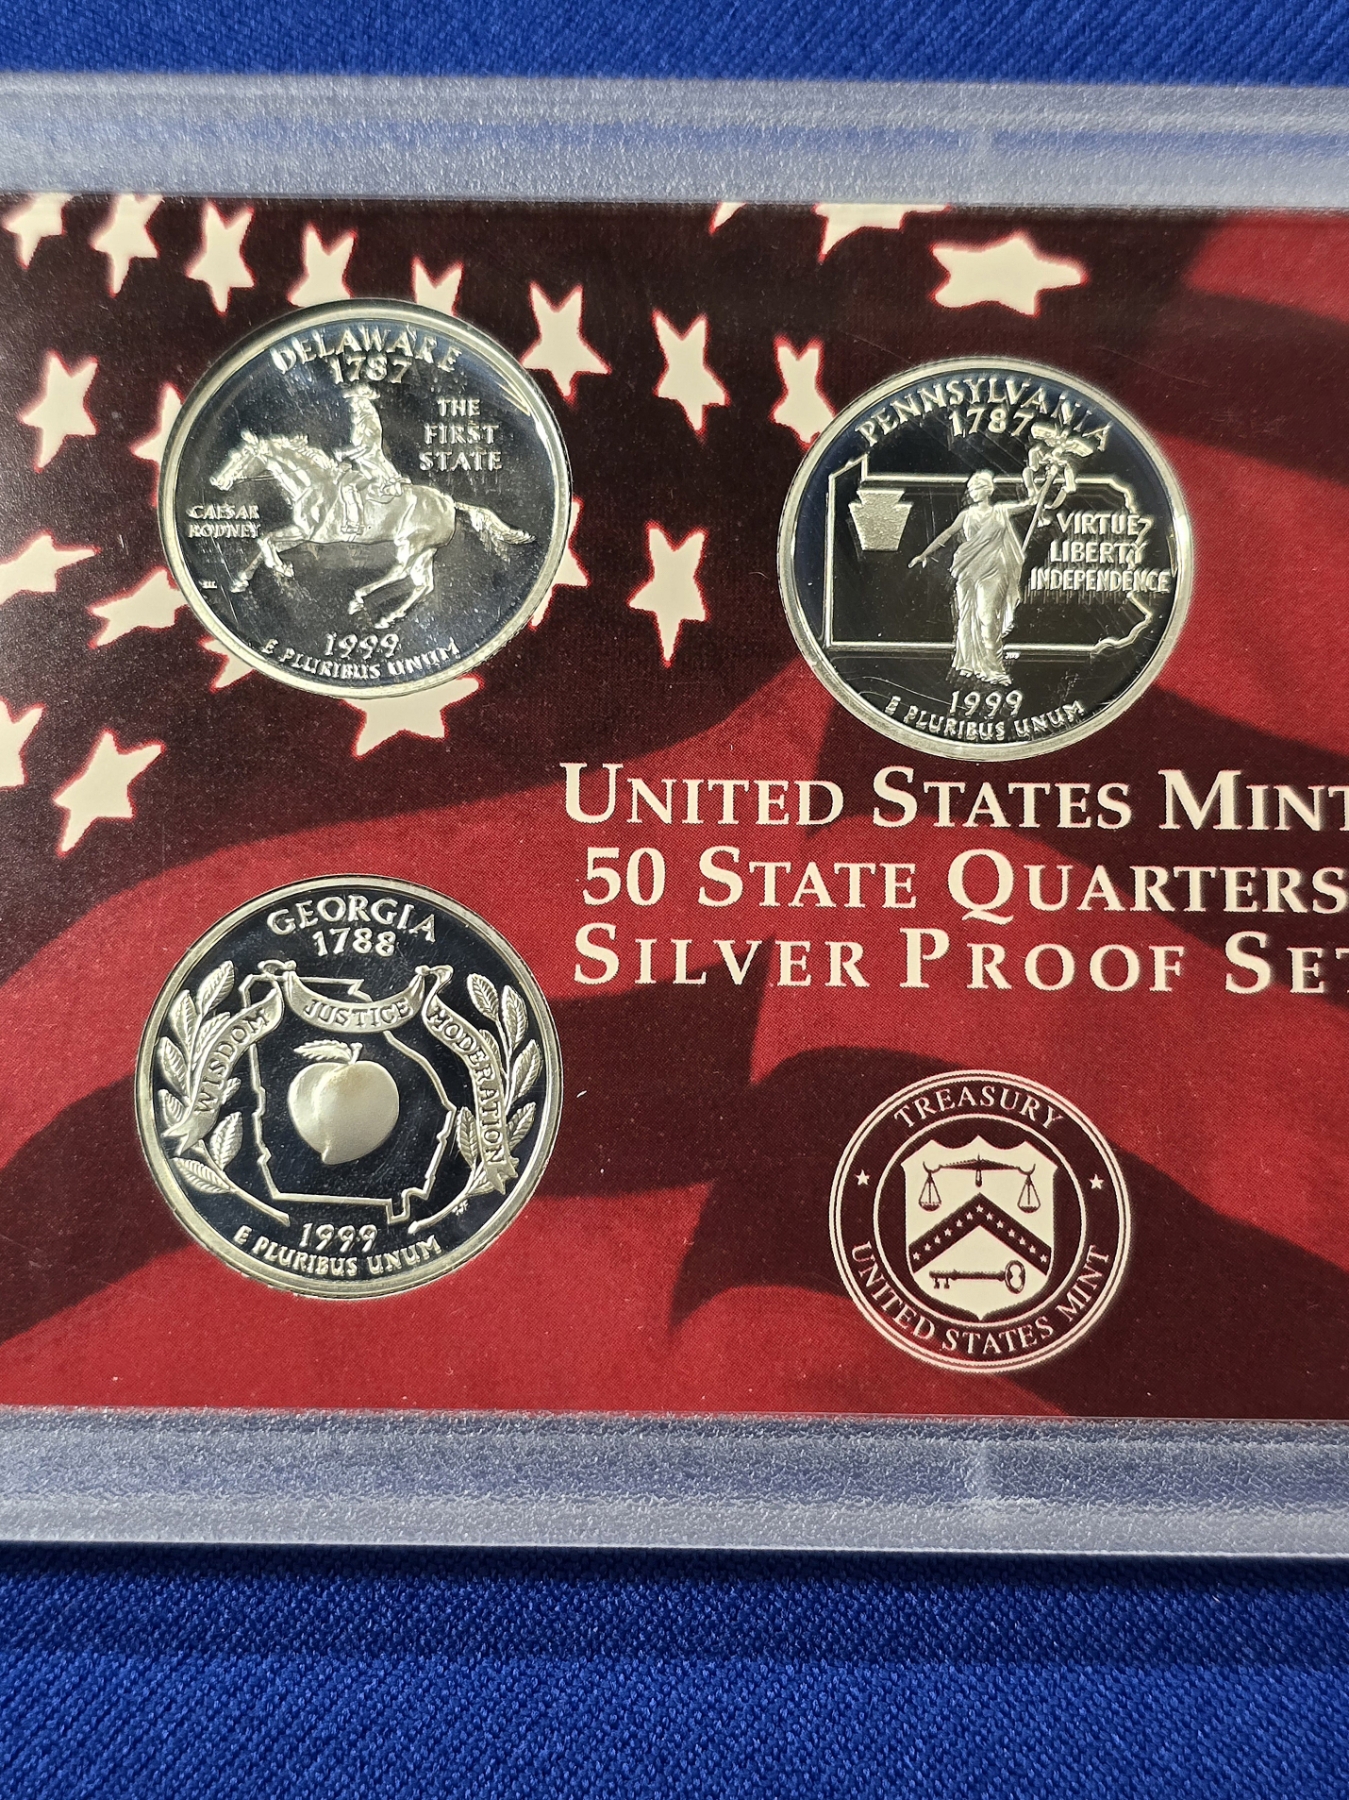 DELAWARE
1787
THE
FIRST
STATE
CAESAR
RODNEY
1999
E PLURIBUS UNUM
PENNSYLVANIA
1787
VIRTUE
LIBERTY
INDEPENDENCE
1999
E PLURIBUS UNUM
UNITED STATES MINT
50 STATE QUARTERS
SILVER PROOF SET
GEORGIA
1788
WISDOM JUSTICE MODERATION
1999
E PLURIBUS UNUM
TREASURY
UNITED STATES MINT